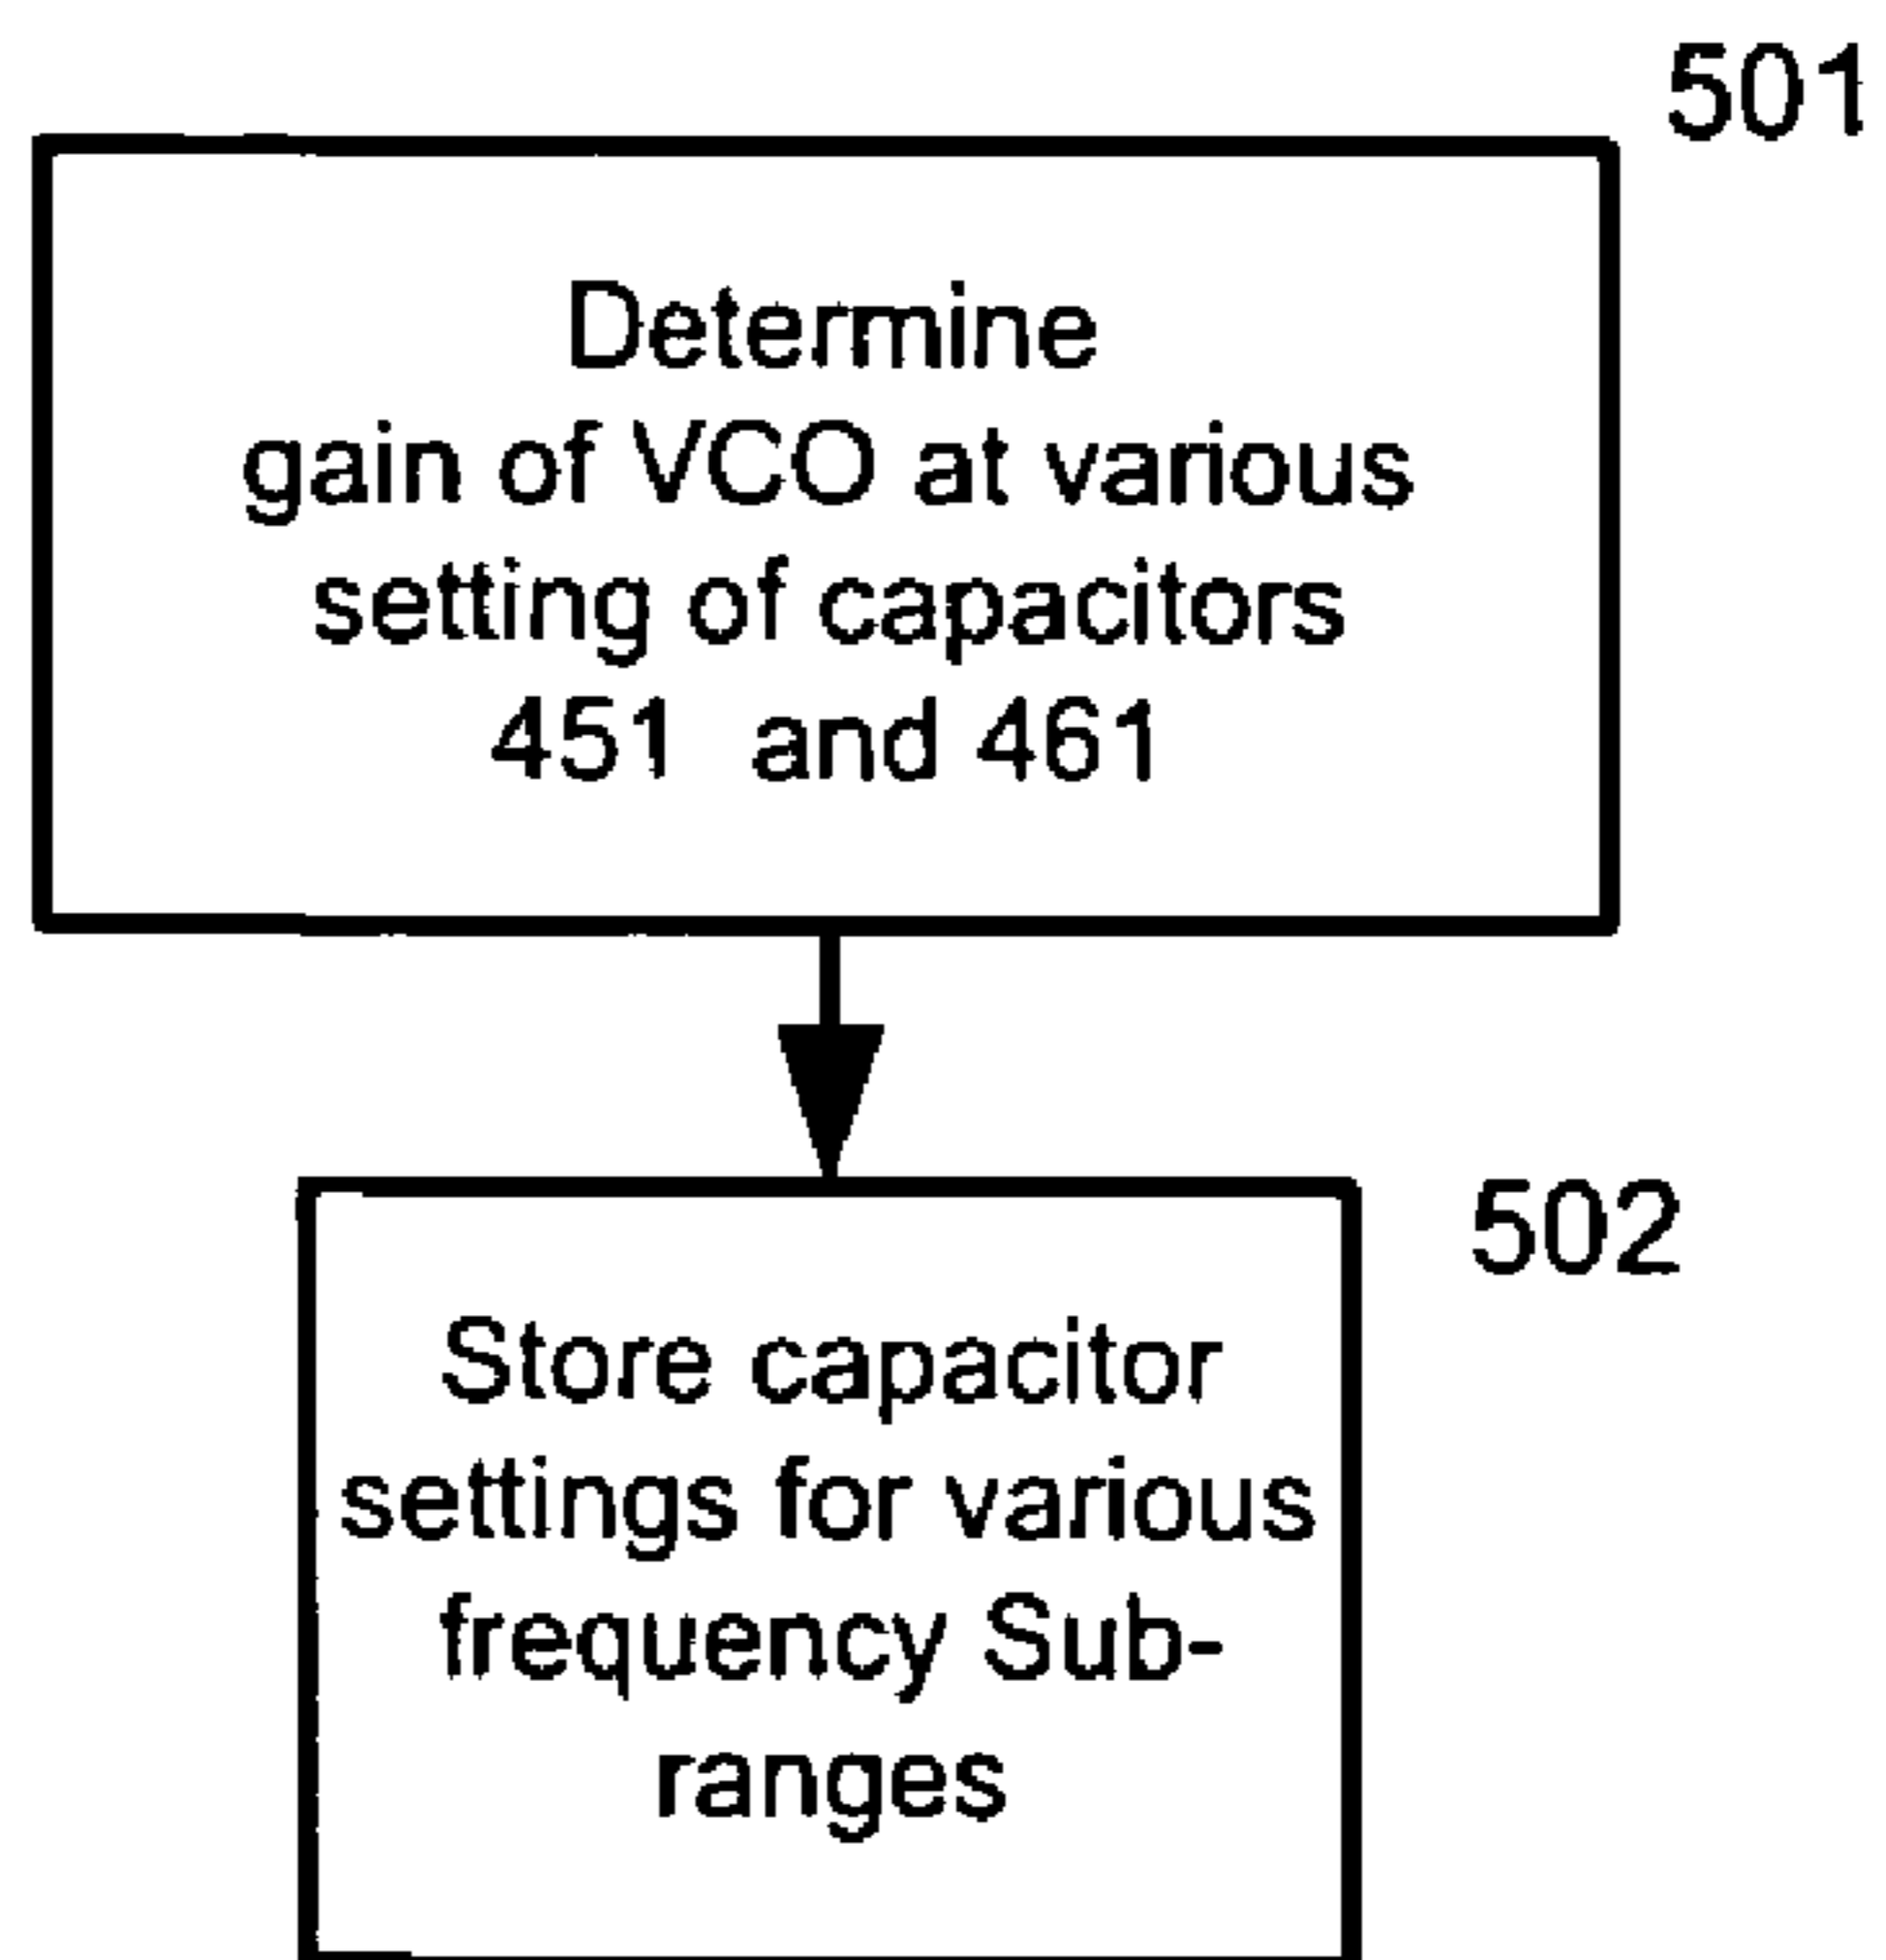 501
Determine
gain of VCO at various
setting of capacitors
451 and 461
502
Store capacitor
settings for various
frequency Sub-
ranges